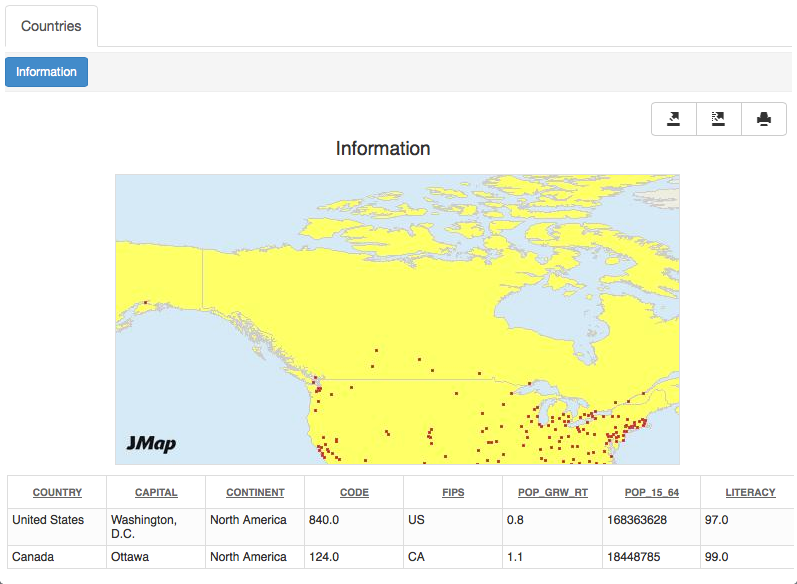 Countries
Information
Information
JMap
COUNTRY CAPITAL CONTINENT CODE FIPS POP_GRW_RT POP_15_64 LITERACY
United States Washington, D.C. North America 840.0 US 0.8 168363628 97.0
Canada Ottawa North America 124.0 CA 1.1 18448785 99.0